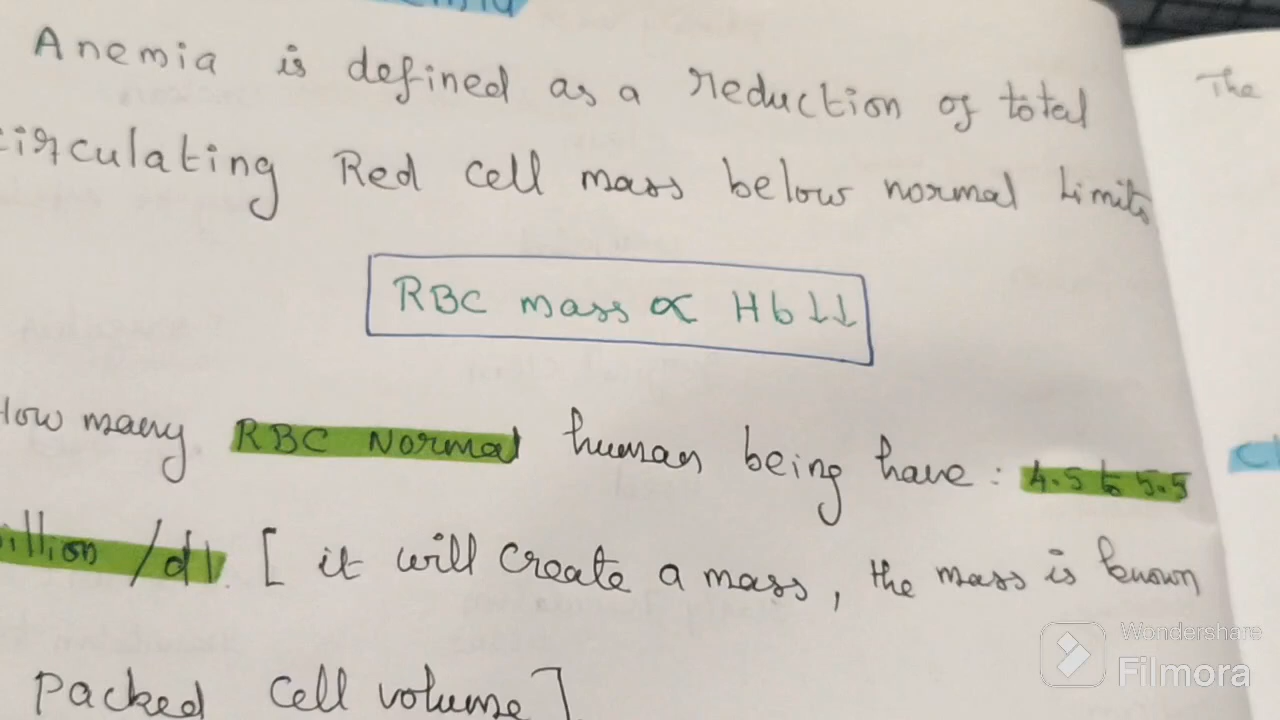 Anemia is defined as a reduction of total
The
circulating Red cell mass below normal Limits
RBC mass ∝ Hb↓↓
How many RBC Normal human being have: 4.5 to 5.5
illion /dl. [ it will create a mass, the mass is known
packed cell volume]
Wondershare
Filmora